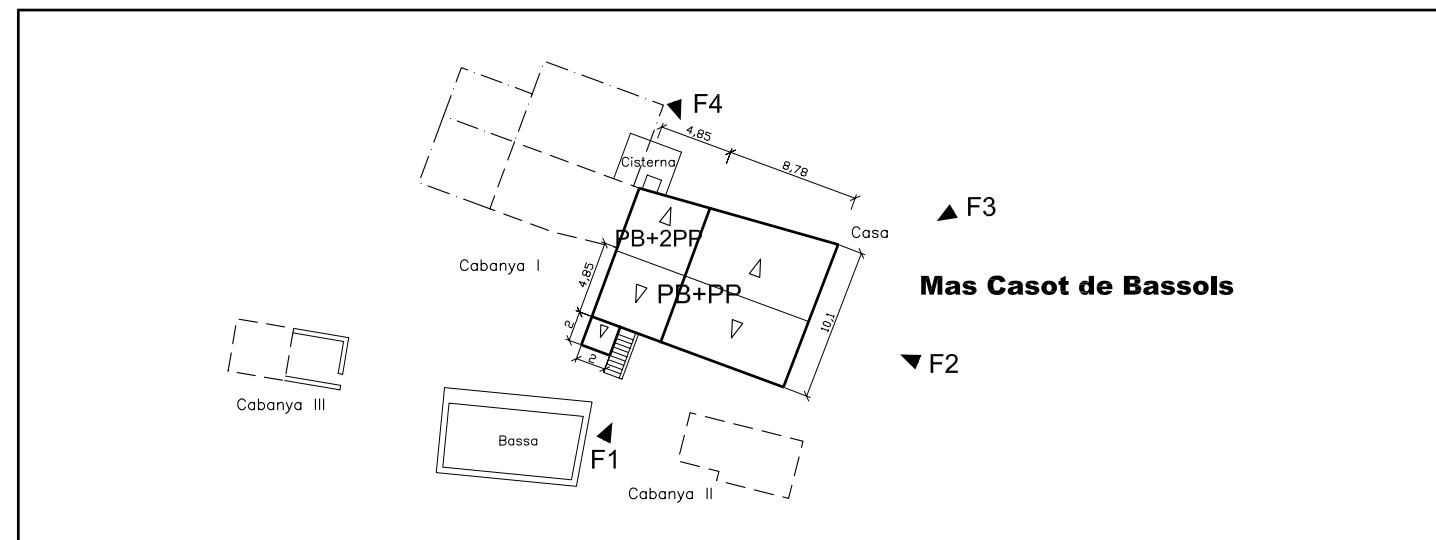 F4
4,85
8,78
Cisterna
F3
Casa
PB+2PP
Cabanya I
4,85
PB+PP
Mas Casot de Bassols
10,1
2
2
F2
Cabanya III
Bassa
F1
Cabanya II